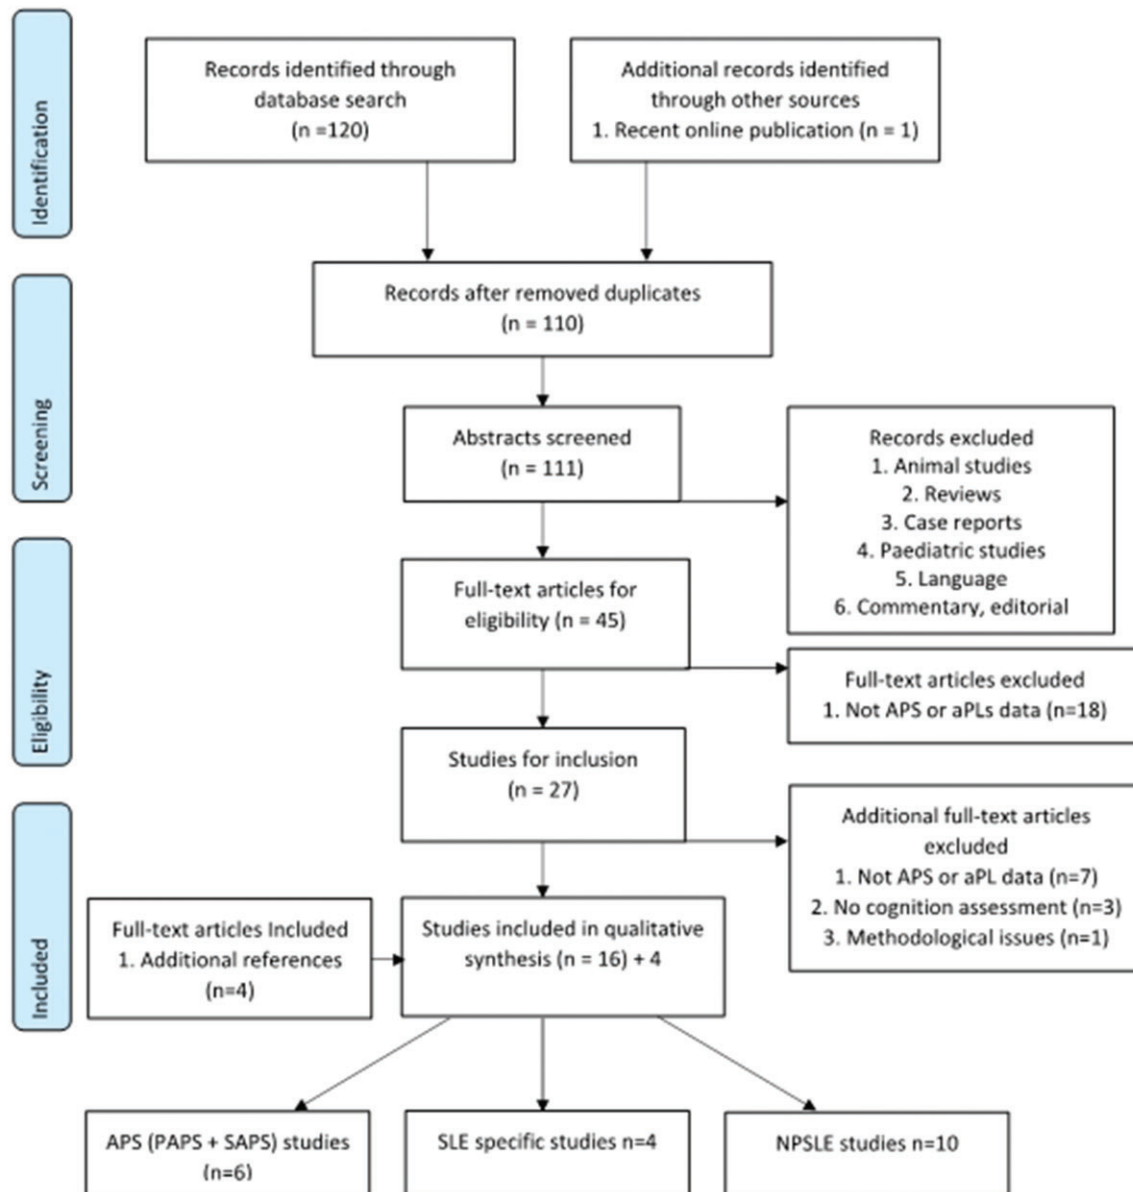 Identification
Records identified through
database search
(n =120)
Additional records identified
through other sources
1. Recent online publication (n = 1)
Records after removed duplicates
(n = 110)
Screening
Abstracts screened
(n = 111)
Records excluded
1. Animal studies
2. Reviews
3. Case reports
4. Paediatric studies
5. Language
6. Commentary, editorial
Eligibility
Full-text articles for
eligibility (n = 45)
Full-text articles excluded
1. Not APS or aPLs data (n=18)
Studies for inclusion
(n = 27)
Additional full-text articles
excluded
1. Not APS or aPL data (n=7)
2. No cognition assessment (n=3)
3. Methodological issues (n=1)
Included
Full-text articles Included
1. Additional references
(n=4)
Studies included in qualitative
synthesis (n = 16) + 4
APS (PAPS + SAPS) studies
(n=6)
SLE specific studies n=4
NPSLE studies n=10